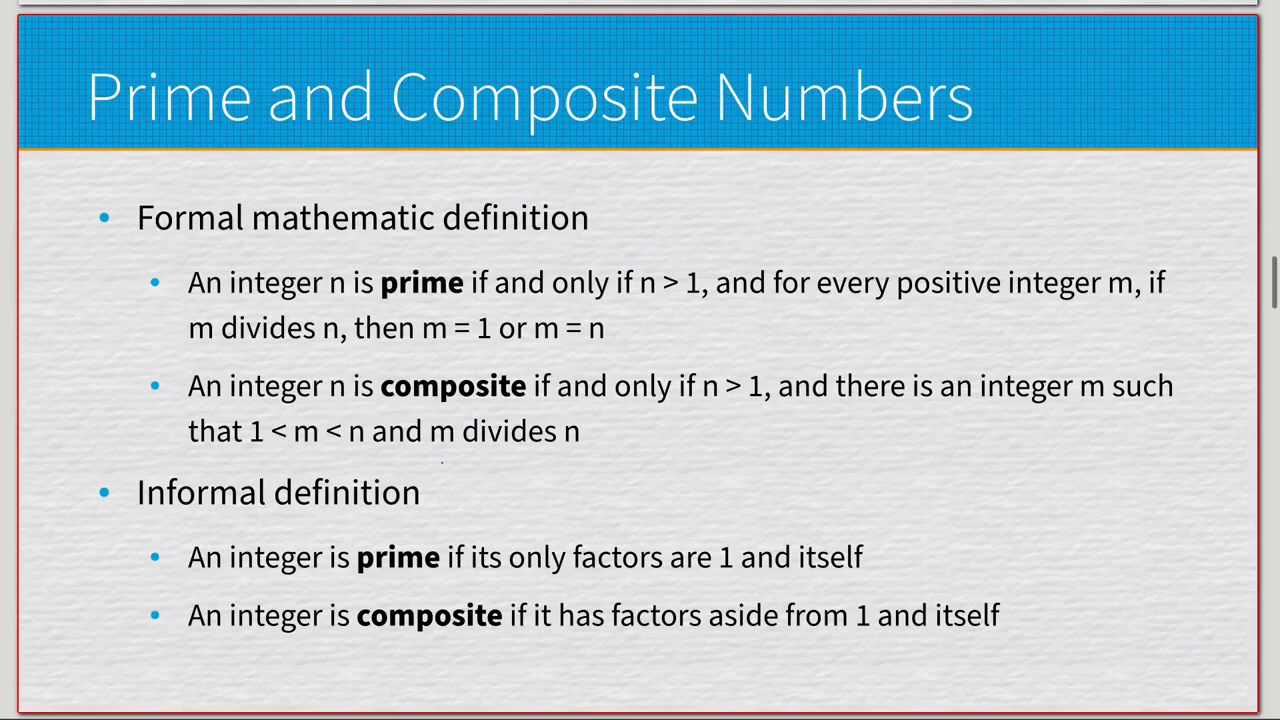 Prime and Composite Numbers
• Formal mathematic definition
• An integer n is prime if and only if n > 1, and for every positive integer m, if
m divides n, then m = 1 or m = n
• An integer n is composite if and only if n > 1, and there is an integer m such
that 1 < m < n and m divides n
• Informal definition
• An integer is prime if its only factors are 1 and itself
• An integer is composite if it has factors aside from 1 and itself